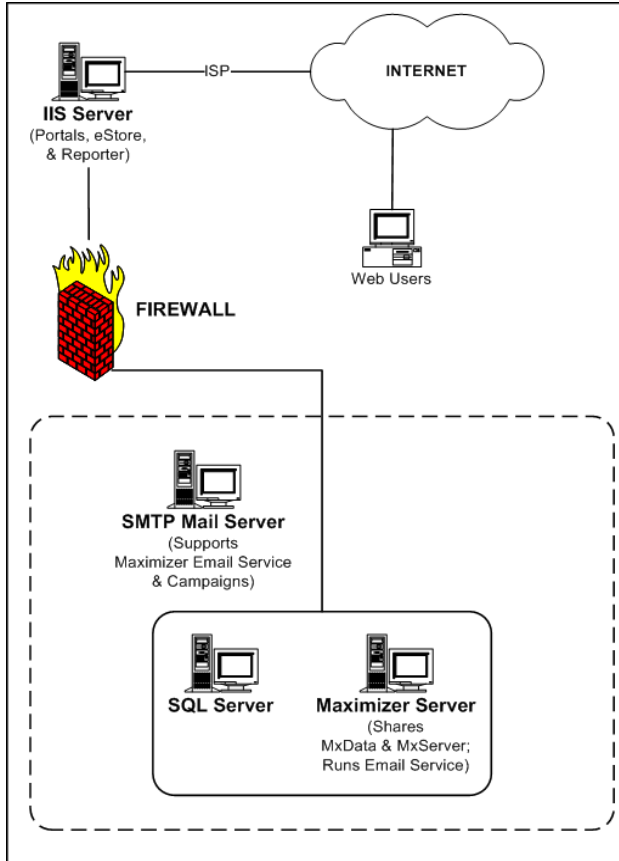 ISP
INTERNET
IIS Server
(Portals, eStore,
& Reporter)
Web Users
FIREWALL
SMTP Mail Server
(Supports
Maximizer Email Service
& Campaigns)
SQL Server
Maximizer Server
(Shares
MxData & MxServer;
Runs Email Service)